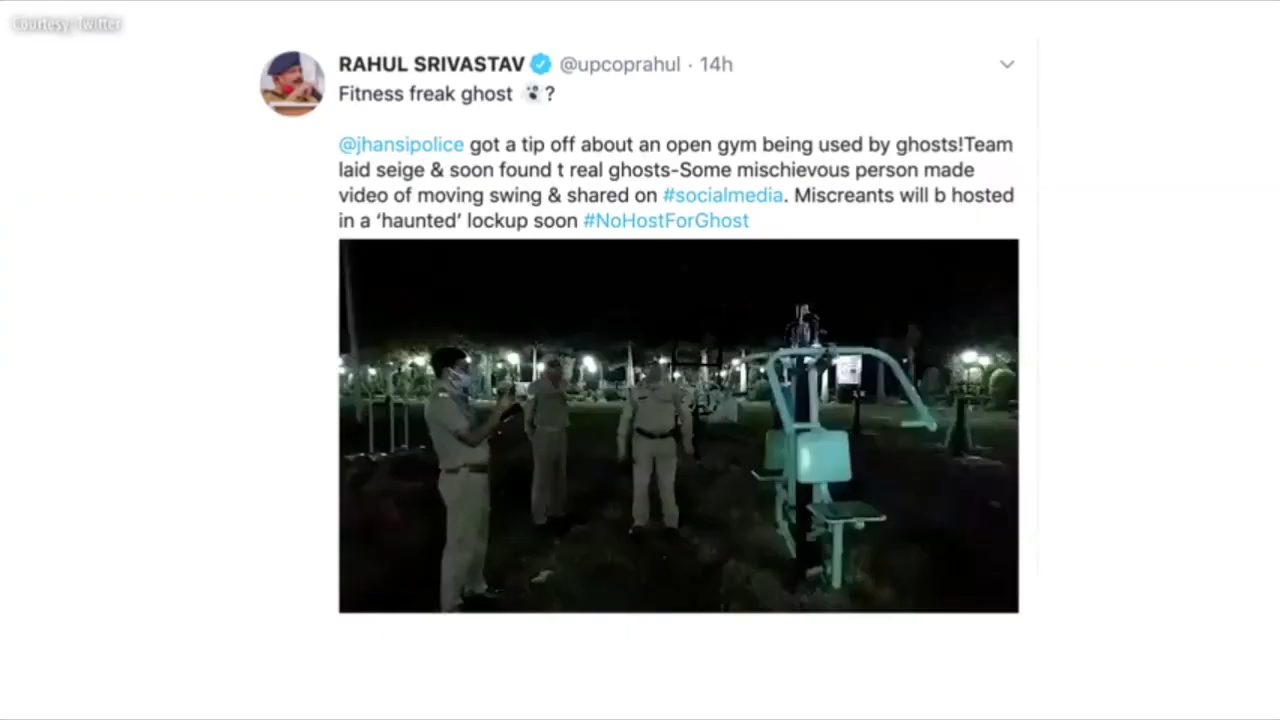 Courtesy: Twitter
RAHUL SRIVASTAV @upcoprahul · 14h
Fitness freak ghost 👻?
@jhansipolice got a tip off about an open gym being used by ghosts!Team
laid seige & soon found t real ghosts-Some mischievous person made
video of moving swing & shared on #socialmedia. Miscreants will b hosted
in a ‘haunted’ lockup soon #NoHostForGhost